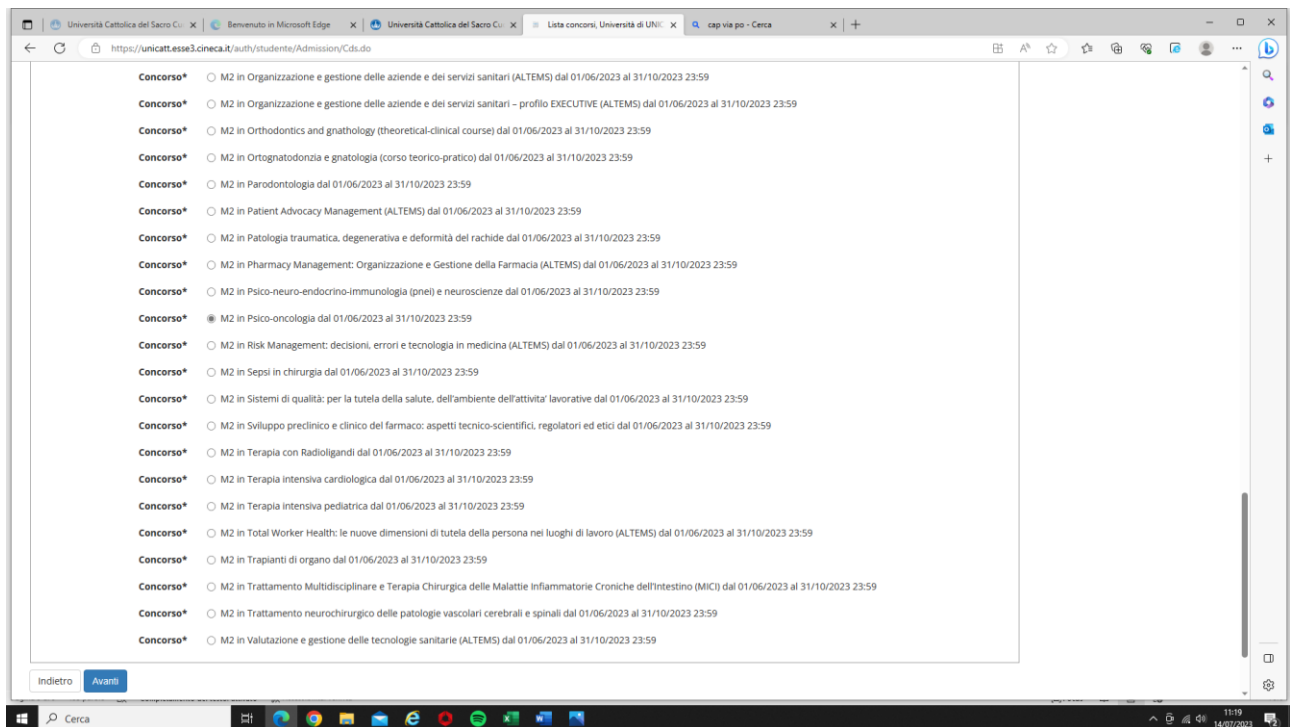 Università Cattolica del Sacro Cu
Benvenuto in Microsoft Edge
Università Cattolica del Sacro Cu
Lista concorsi, Università di UNIC
cap via po - Cerca
https://unicatt.esse3.cineca.it/auth/studente/Admission/Cds.do
Concorso* M2 in Organizzazione e gestione delle aziende e dei servizi sanitari (ALTEMS) dal 01/06/2023 al 31/10/2023 23:59
Concorso* M2 in Organizzazione e gestione delle aziende e dei servizi sanitari – profilo EXECUTIVE (ALTEMS) dal 01/06/2023 al 31/10/2023 23:59
Concorso* M2 in Orthodontics and gnathology (theoretical-clinical course) dal 01/06/2023 al 31/10/2023 23:59
Concorso* M2 in Ortognatodonzia e gnatologia (corso teorico-pratico) dal 01/06/2023 al 31/10/2023 23:59
Concorso* M2 in Parodontologia dal 01/06/2023 al 31/10/2023 23:59
Concorso* M2 in Patient Advocacy Management (ALTEMS) dal 01/06/2023 al 31/10/2023 23:59
Concorso* M2 in Patologia traumatica, degenerativa e deformità del rachide dal 01/06/2023 al 31/10/2023 23:59
Concorso* M2 in Pharmacy Management: Organizzazione e Gestione della Farmacia (ALTEMS) dal 01/06/2023 al 31/10/2023 23:59
Concorso* M2 in Psico-neuro-endocrino-immunologia (pnei) e neuroscienze dal 01/06/2023 al 31/10/2023 23:59
Concorso* M2 in Psico-oncologia dal 01/06/2023 al 31/10/2023 23:59
Concorso* M2 in Risk Management: decisioni, errori e tecnologia in medicina (ALTEMS) dal 01/06/2023 al 31/10/2023 23:59
Concorso* M2 in Sepsi in chirurgia dal 01/06/2023 al 31/10/2023 23:59
Concorso* M2 in Sistemi di qualità: per la tutela della salute, dell'ambiente dell'attivita' lavorative dal 01/06/2023 al 31/10/2023 23:59
Concorso* M2 in Sviluppo preclinico e clinico del farmaco: aspetti tecnico-scientifici, regolatori ed etici dal 01/06/2023 al 31/10/2023 23:59
Concorso* M2 in Terapia con Radioligandi dal 01/06/2023 al 31/10/2023 23:59
Concorso* M2 in Terapia intensiva cardiologica dal 01/06/2023 al 31/10/2023 23:59
Concorso* M2 in Terapia intensiva pediatrica dal 01/06/2023 al 31/10/2023 23:59
Concorso* M2 in Total Worker Health: le nuove dimensioni di tutela della persona nei luoghi di lavoro (ALTEMS) dal 01/06/2023 al 31/10/2023 23:59
Concorso* M2 in Trapianti di organo dal 01/06/2023 al 31/10/2023 23:59
Concorso* M2 in Trattamento Multidisciplinare e Terapia Chirurgica delle Malattie Infiammatorie Croniche dell'Intestino (MICI) dal 01/06/2023 al 31/10/2023 23:59
Concorso* M2 in Trattamento neurochirurgico delle patologie vascolari cerebrali e spinali dal 01/06/2023 al 31/10/2023 23:59
Concorso* M2 in Valutazione e gestione delle tecnologie sanitarie (ALTEMS) dal 01/06/2023 al 31/10/2023 23:59
Indietro Avanti
Cerca
11:19
14/07/2023